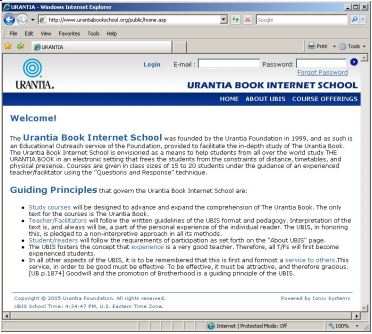 URANTIA - Windows Internet Explorer
http://www.urantiabookschool.org/public/home.asp
Google
File Edit View Favorites Tools Help
URANTIA
Print Tools
Login E-mail : Password:
Forgot Password
URANTIA.
URANTIA BOOK INTERNET SCHOOL
HOME ABOUT UBIS COURSE OFFERINGS
Welcome!
The Urantia Book Internet School was founded by the Urantia Foundation in 1999, and as such is
an Educational Outreach service of the Foundation, provided to facilitate the in-depth study of The Urantia Book.
The Urantia Book Internet School is envisioned as a means to help students from all over the world study THE
URANTIA BOOK in an electronic setting that frees the students from the constraints of distance, timetables, and
physical presence. Courses are given in class sizes of 15 to 20 students under the guidance of an experienced
teacher/facilitator using the "Questions and Response" technique.
Guiding Principles that govern the Urantia Book Internet School are:
Study courses will be designed to advance and expand the comprehension of The Urantia Book. The only
text for the courses is The Urantia Book.
Teacher/Facilitators will follow the written guidelines of the UBIS format and pedagogy. Interpretation of the
text is, and always will be, a part of the personal experience of the individual reader. The UBIS, in honoring
this, is pledged to a non-interpretive approach in all its methods.
Student/readers will follow the requirements of participation as set forth on the "About UBIS" page.
The UBIS fosters the concept that experience is a very good teacher. Therefore, all T/Fs will first become
experienced students.
In all other aspects of the UBIS, it is to be remembered that this is first and formost a service to others.This
service, in order to be good must be effective. To be effective, it must be attractive, and therefore gracious.
[UB p.1874] Goodwill and the promotion of brotherhood is a guiding principle of the UBIS.
Copyright © 2005 Urantia Foundation. All rights reserved. Powered by Ionix Systems
UBIS School Time: 4:34:47 PM, U.S. Eastern Time Zone.
Internet | Protected Mode: Off 100%